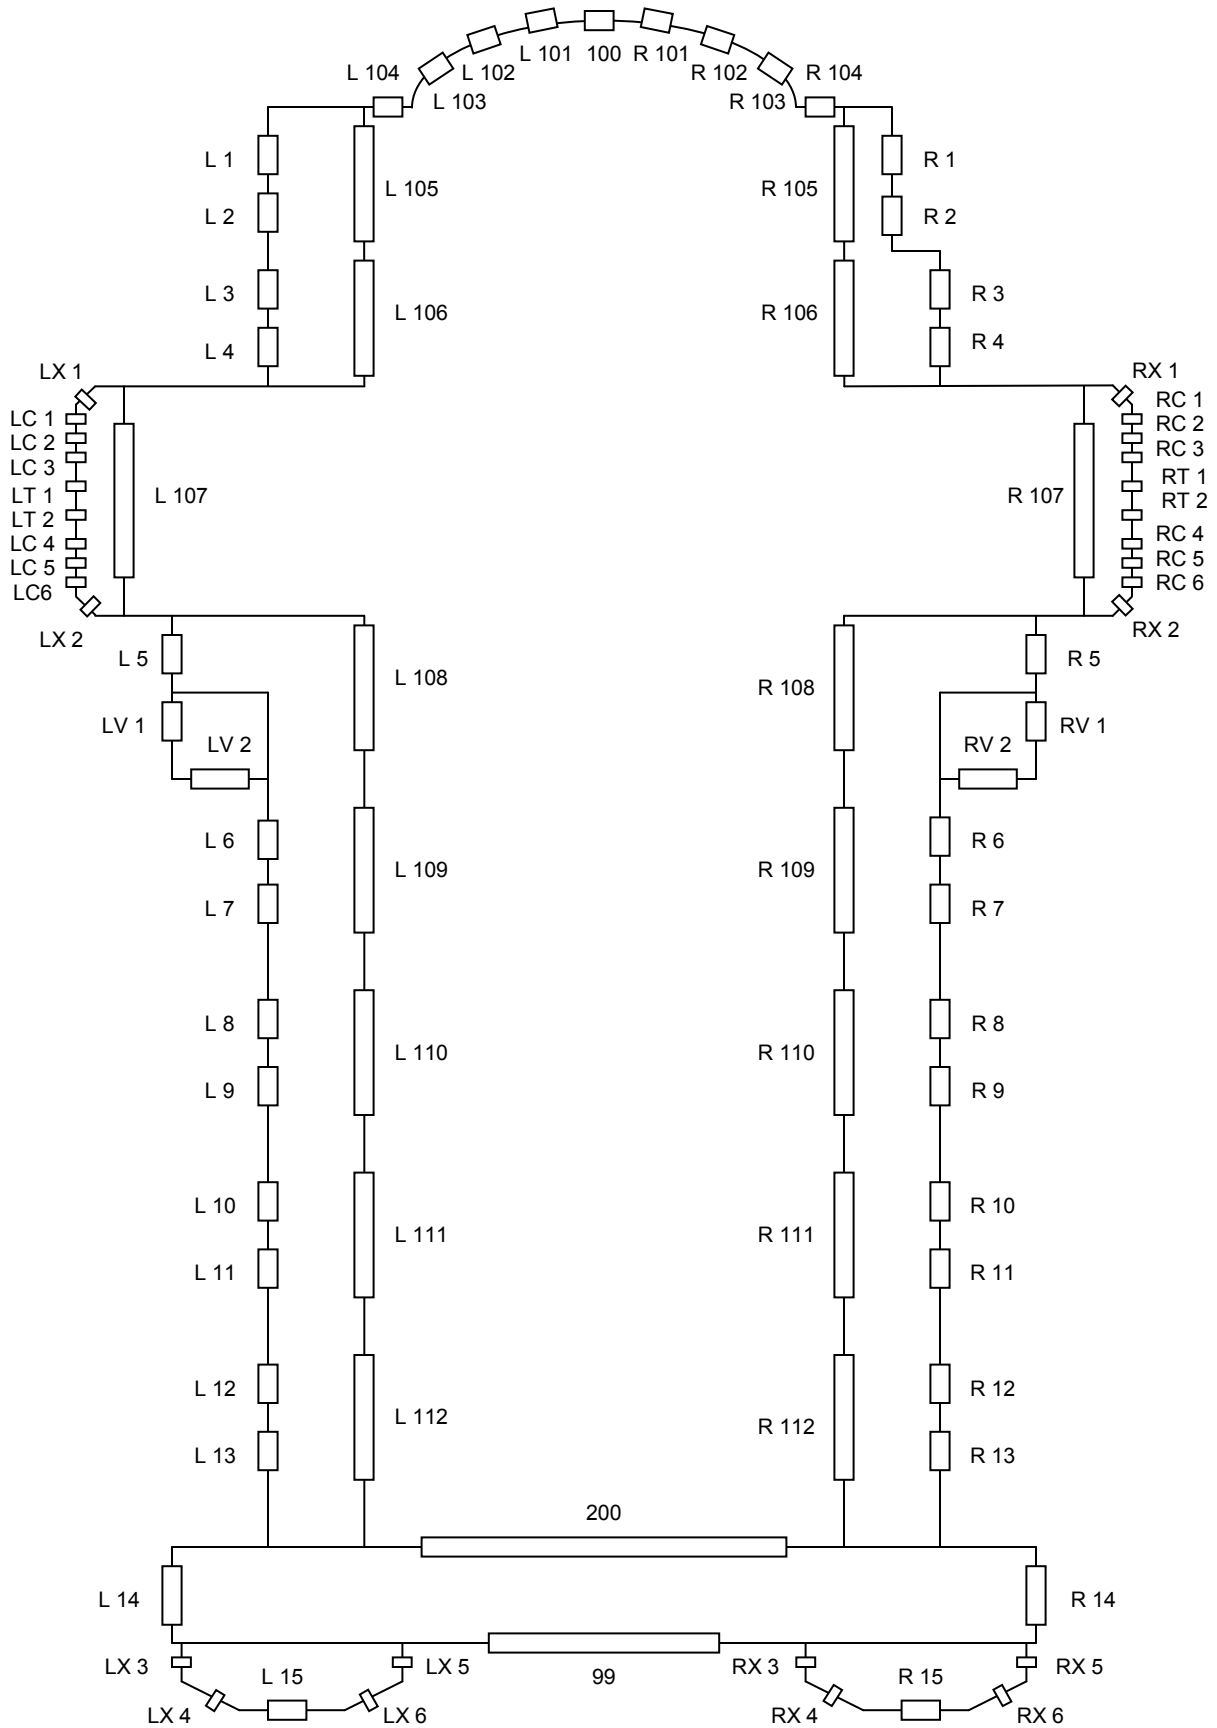 L 104 L 102 L 101 100 R 101 R 102 R 104
L 103 R 103
L 1 R 1
L 105 R 105
L 2 R 2
L 3 R 3
L 106 R 106
L 4 R 4
LX 1 RX 1
LC 1 RC 1
LC 2 RC 2
LC 3 RC 3
LT 1 L 107 R 107 RT 1
LT 2 RT 2
LC 4 RC 4
LC 5 RC 5
LC6 RC 6
LX 2 RX 2
L 5 R 5
L 108 R 108
LV 1 RV 1
LV 2 RV 2
L 6 R 6
L 109 R 109
L 7 R 7
L 8 R 8
L 110 R 110
L 9 R 9
L 10 R 10
L 111 R 111
L 11 R 11
L 12 R 12
L 112 R 112
L 13 R 13
200
L 14 R 14
LX 3 L 15 LX 5 99 RX 3 R 15 RX 5
LX 4 LX 6 RX 4 RX 6